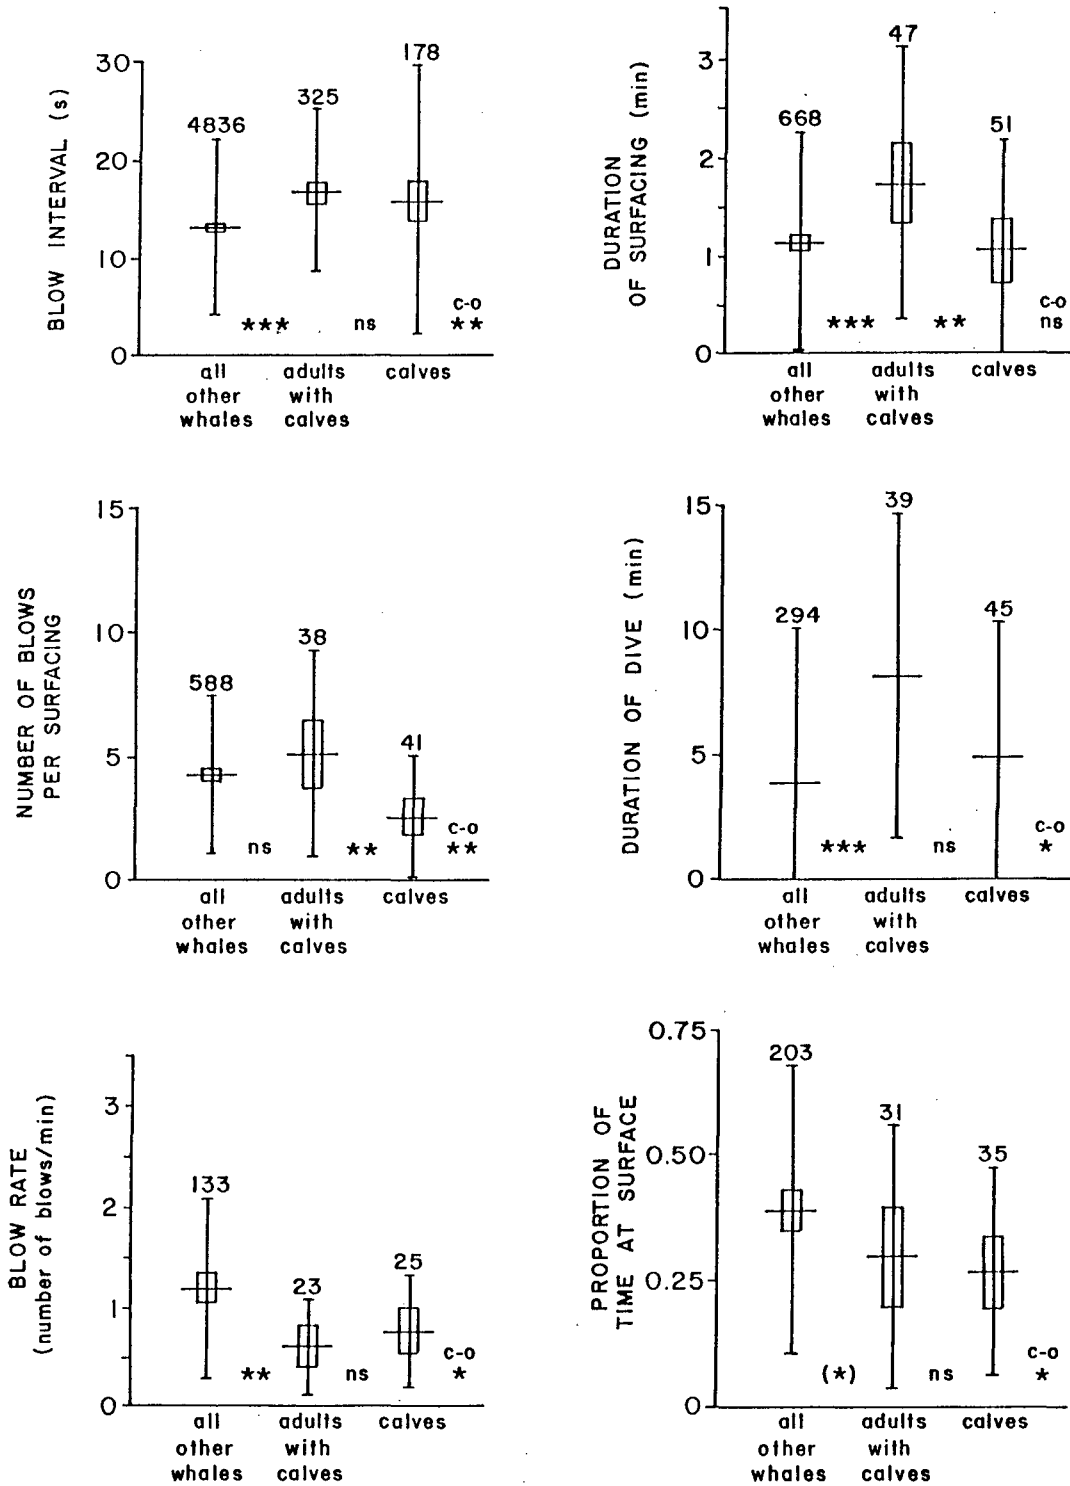 BLOW INTERVAL (s)
30
20
10
0
4836
325
178
***
ns
c-o
**
all other whales
adults with calves
calves
DURATION
OF SURFACING (min)
3
2
1
0
668
47
51
***
**
c-o
ns
all other whales
adults with calves
calves
NUMBER OF BLOWS
PER SURFACING
15
10
5
0
588
38
41
ns
**
c-o
**
all other whales
adults with calves
calves
DURATION OF DIVE (min)
15
10
5
0
294
39
45
***
ns
c-o
*
all other whales
adults with calves
calves
BLOW RATE
(number of blows/min)
3
2
1
0
133
23
25
**
ns
c-o
*
all other whales
adults with calves
calves
PROPORTION OF
TIME AT SURFACE
0.75
0.50
0.25
0
203
31
35
(*)
ns
c-o
*
all other whales
adults with calves
calves